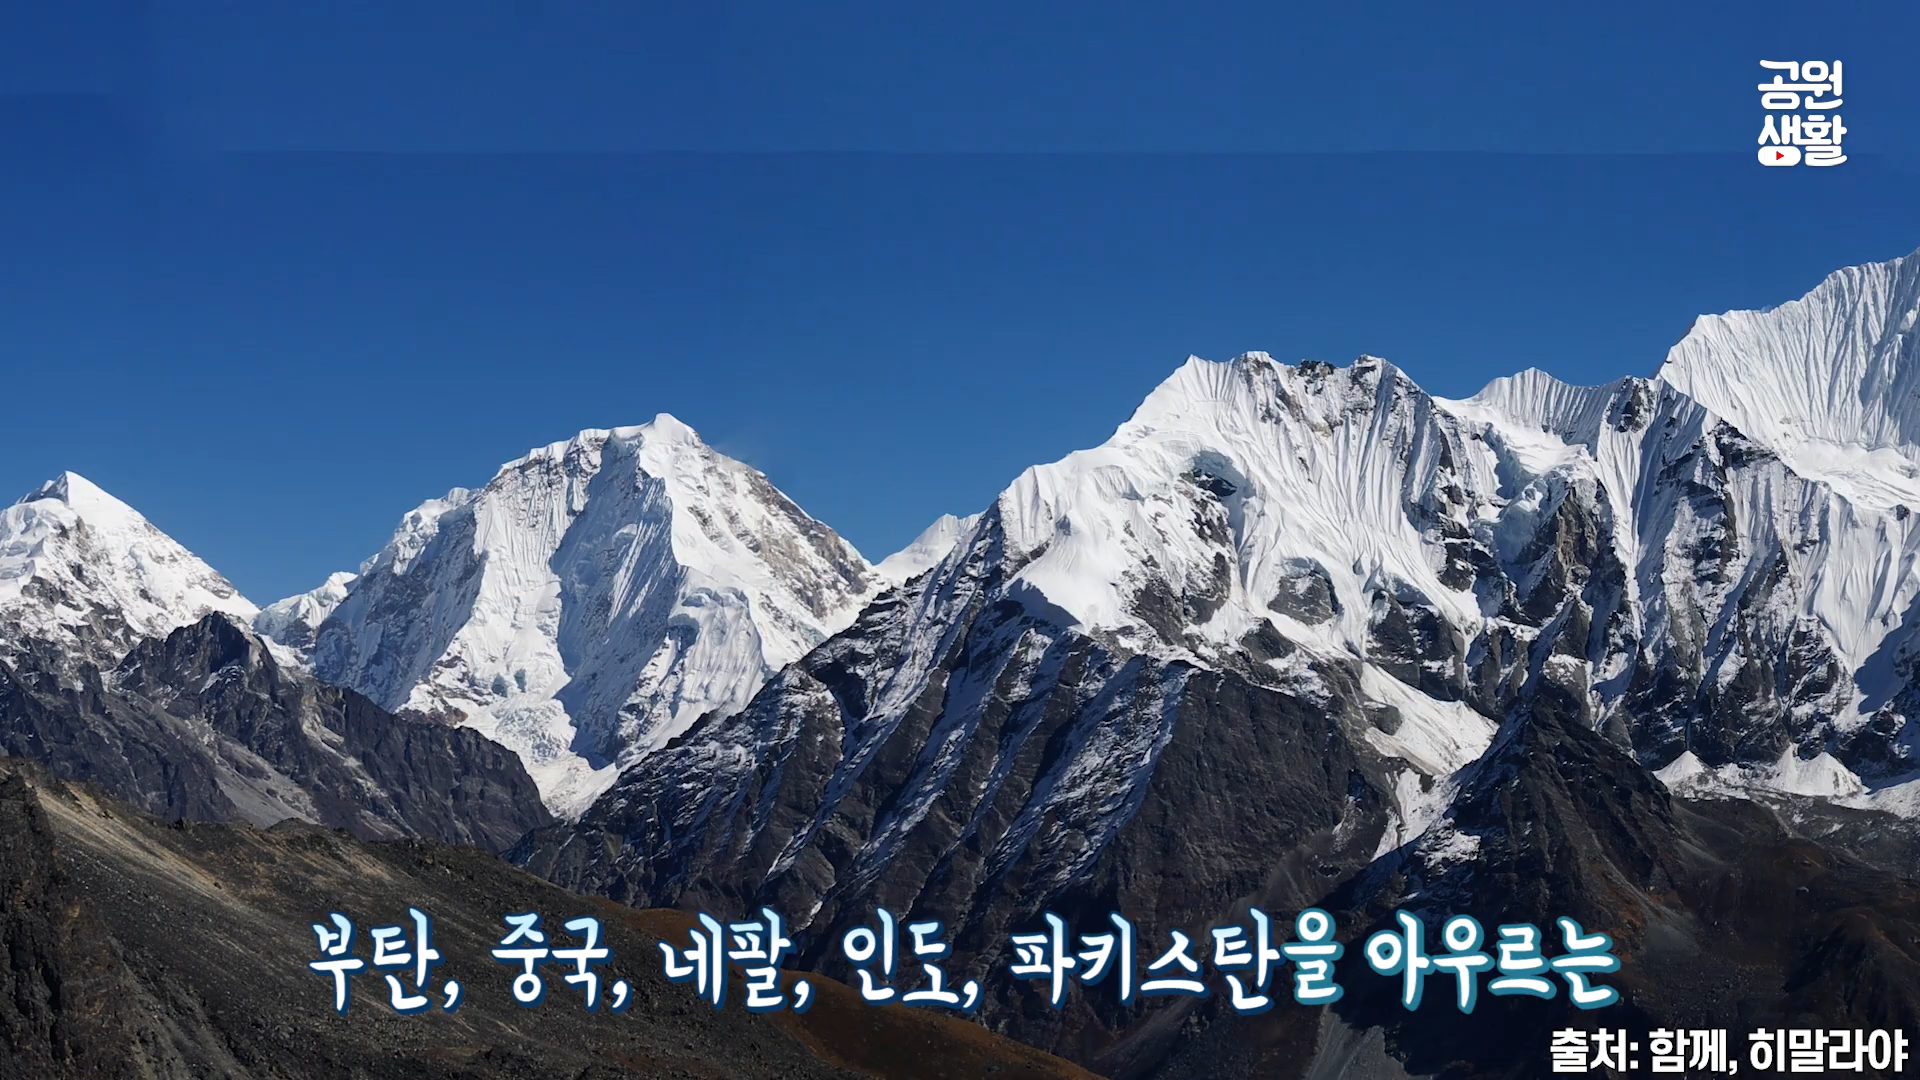 공원
생활
부탄, 중국, 네팔, 인도, 파키스탄을 아우르는
출처: 함께, 히말라야